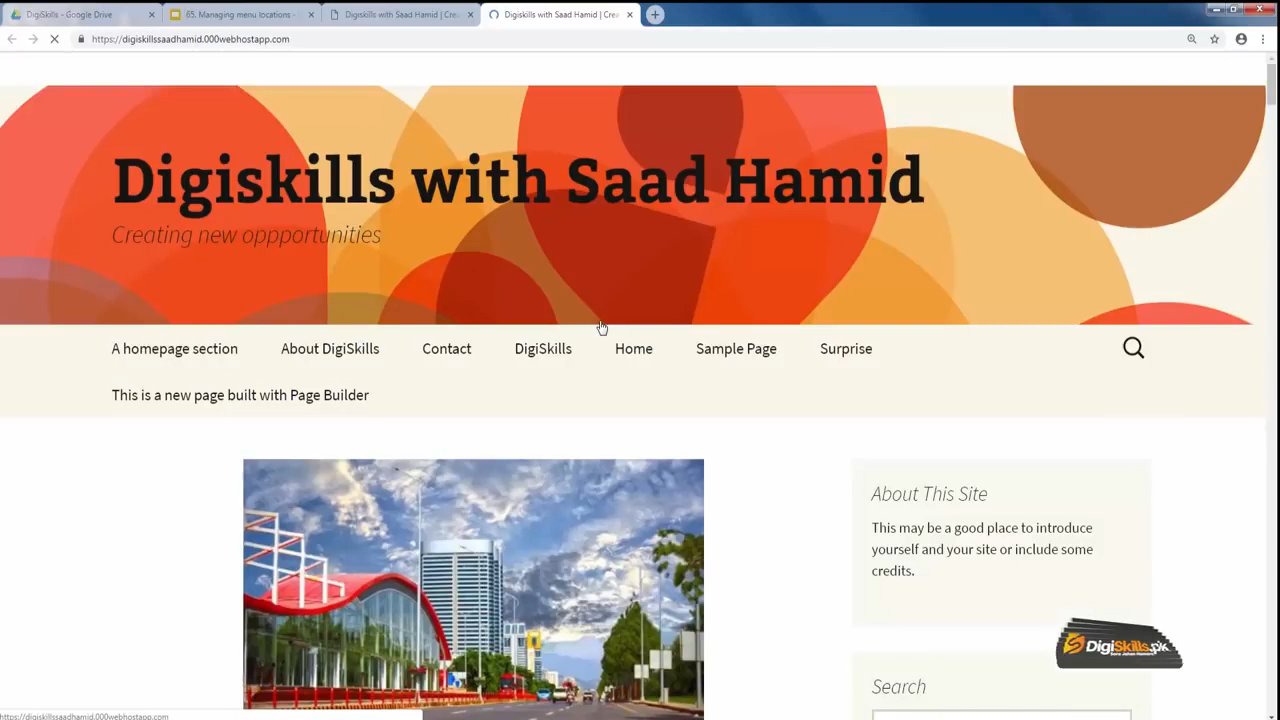 DigiSkills - Google Drive
65. Managing menu locations -
Digiskills with Saad Hamid | Crea
Digiskills with Saad Hamid | Crea
https://digiskillssaadhamid.000webhostapp.com
Digiskills with Saad Hamid
Creating new oppportunities
A homepage section
About DigiSkills
Contact
DigiSkills
Home
Sample Page
Surprise
This is a new page built with Page Builder
About This Site
This may be a good place to introduce
yourself and your site or include some
credits.
DigiSkills.pk
Search
https://digiskillssaadhamid.000webhostapp.com